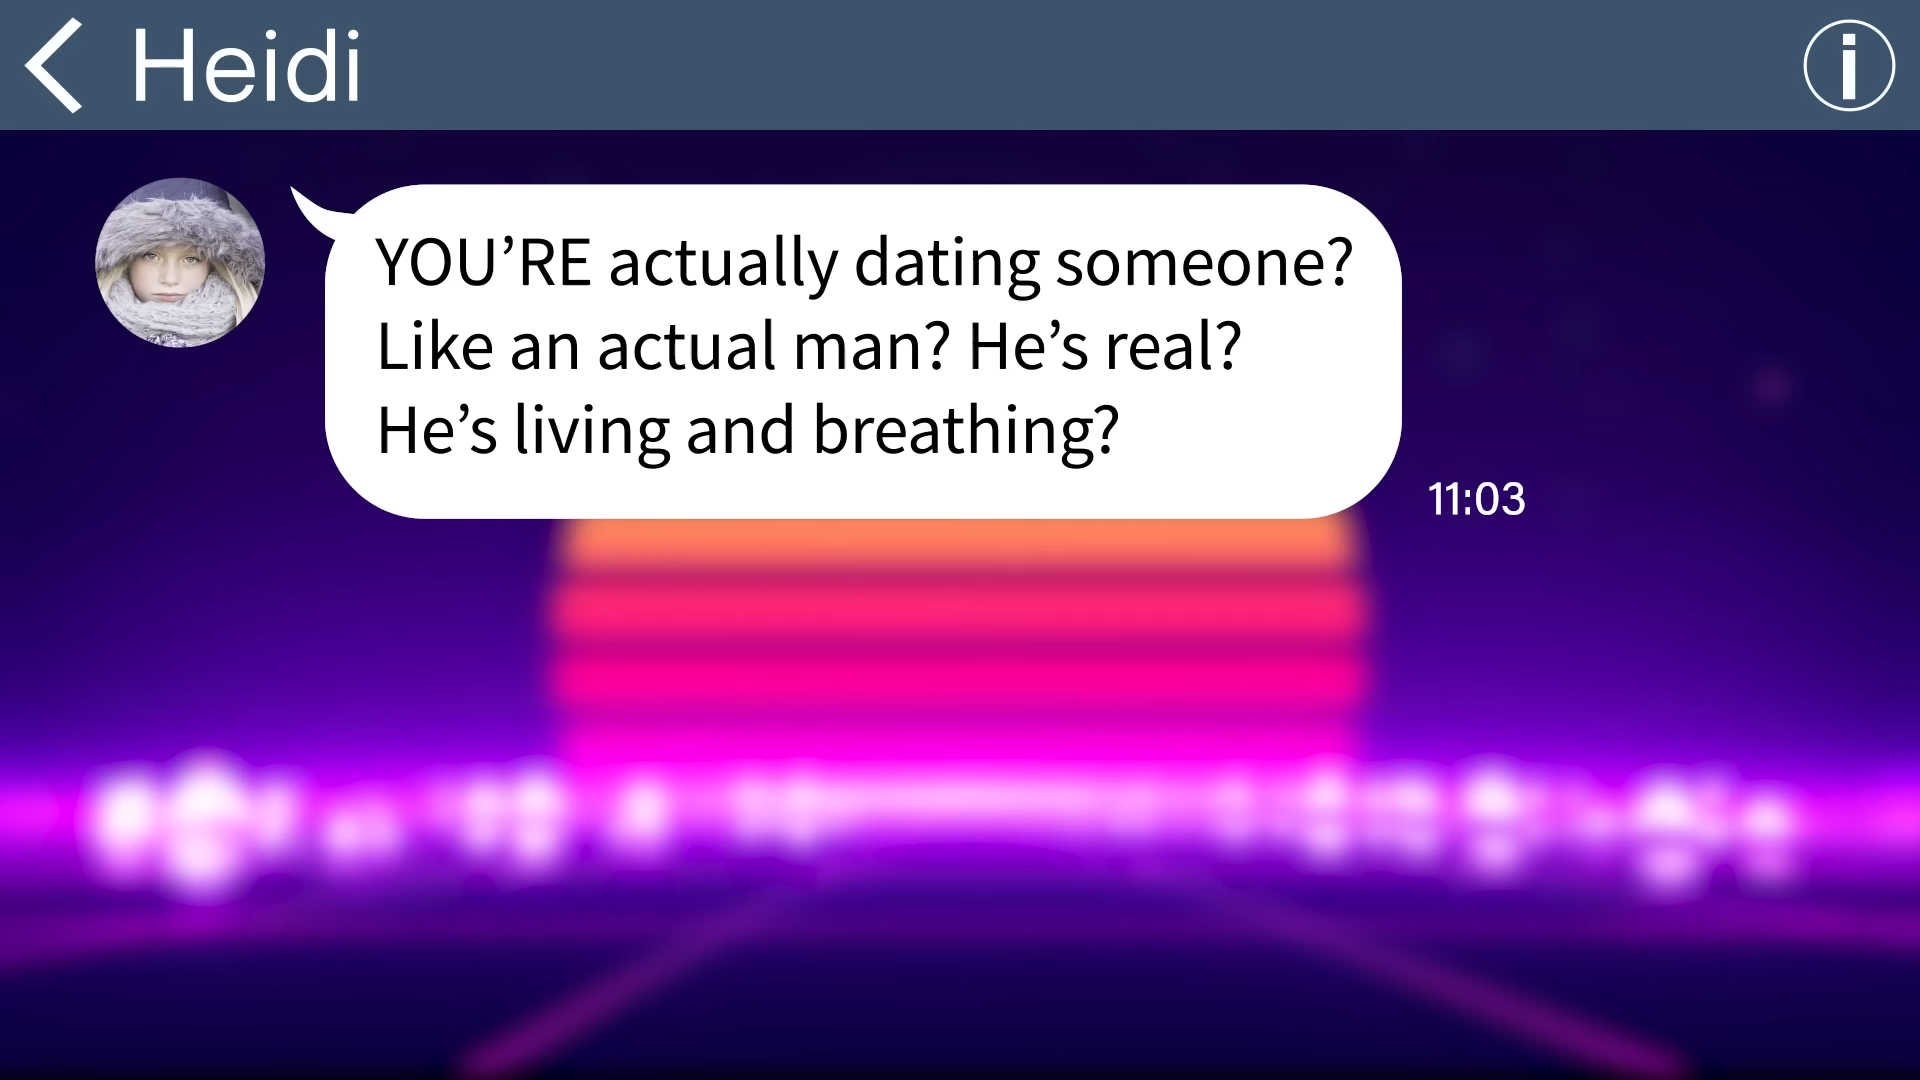 Heidi
YOU’RE actually dating someone?
Like an actual man? He’s real?
He’s living and breathing?
11:03